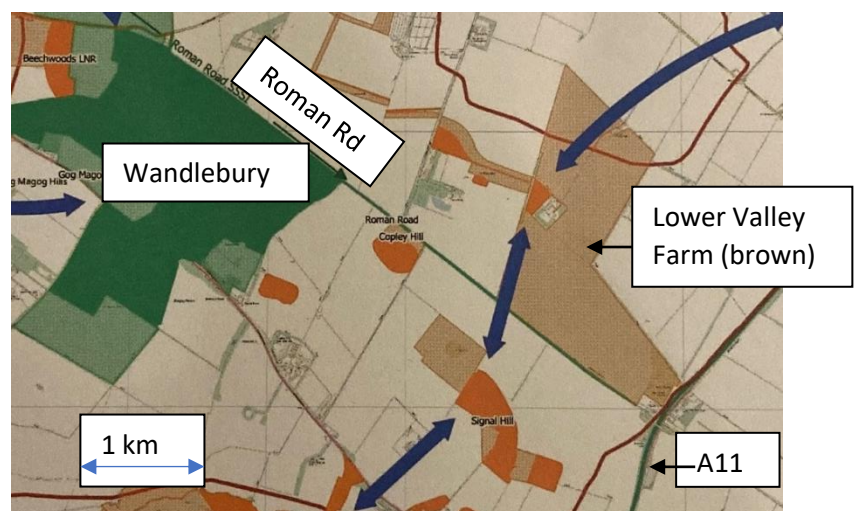 Beechwoods LNR
Roman Road SSSI
Roman Rd
Wandlebury
Gog Mago
g Magog Hills
Roman Road
Copley Hill
Lower Valley
Farm (brown)
Signal Hill
1 km
A11